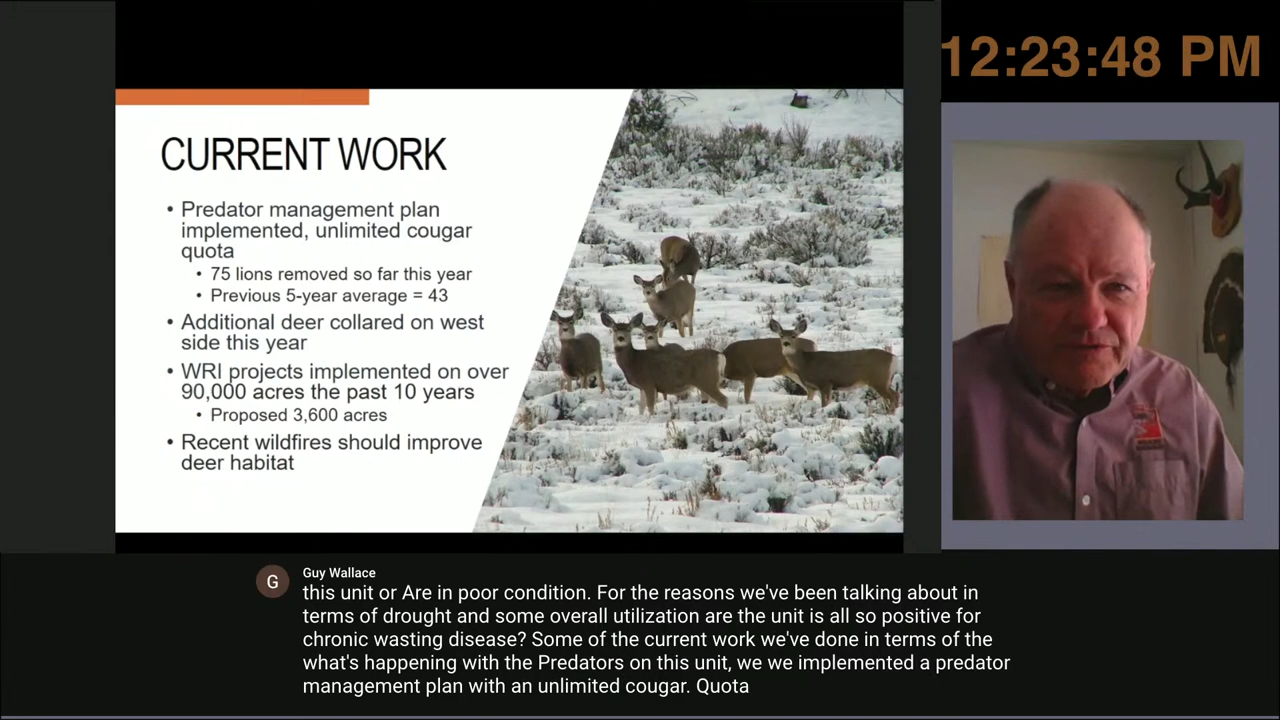 12:23:48 PM
CURRENT WORK
• Predator management plan
implemented, unlimited cougar
quota
• 75 lions removed so far this year
• Previous 5-year average = 43
• Additional deer collared on west
side this year
• WRI projects implemented on over
90,000 acres the past 10 years
• Proposed 3,600 acres
• Recent wildfires should improve
deer habitat
G
Guy Wallace
this unit or Are in poor condition. For the reasons we've been talking about in
terms of drought and some overall utilization are the unit is all so positive for
chronic wasting disease? Some of the current work we've done in terms of the
what's happening with the Predators on this unit, we we implemented a predator
management plan with an unlimited cougar. Quota